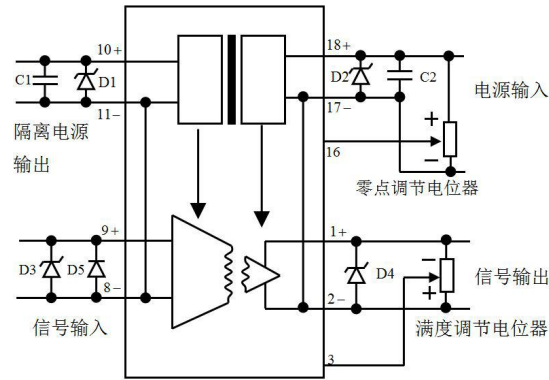 10+
18+
C1
D1
D2
C2
电源输入
11−
17−
隔离电源
输出
16
+
−
零点调节电位器
9+
1+
D3
D5
D4
−
+
信号输出
8−
2−
信号输入
满度调节电位器
3